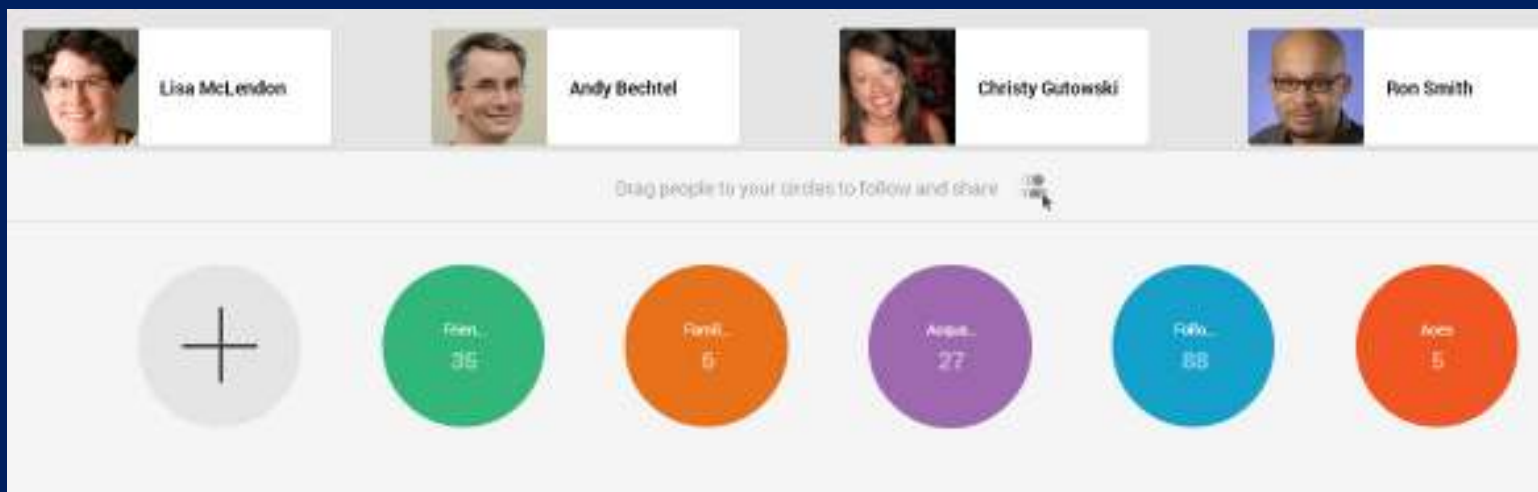 Lisa McLendon
Andy Bechtel
Christy Gutowski
Ron Smith
Drag people to your circles to follow and share
Frien...
35
Famil...
5
Acqua...
27
Follo...
88
Aces
5